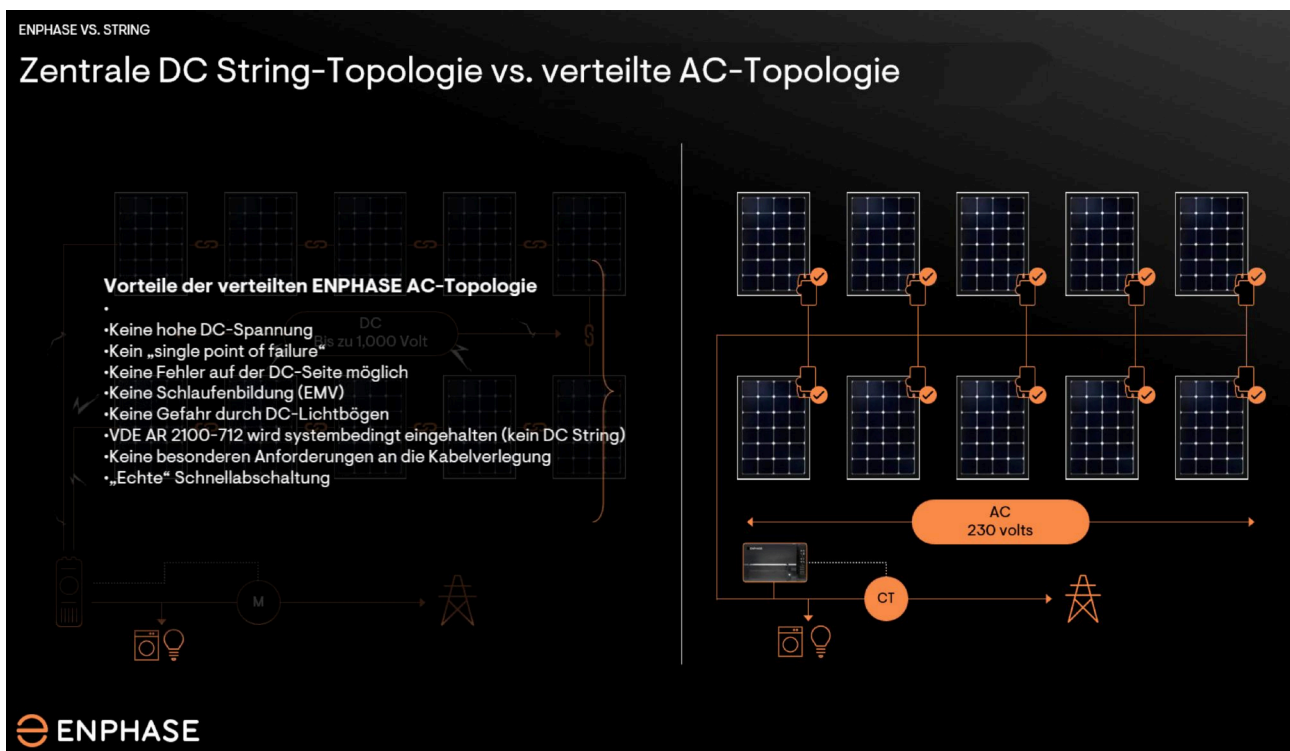 ENPHASE VS. STRING
Zentrale DC String-Topologie vs. verteilte AC-Topologie
Vorteile der verteilten ENPHASE AC-Topologie
•
•Keine hohe DC-Spannung
•Kein „single point of failure“
•Keine Fehler auf der DC-Seite möglich
•Keine Schlaufenbildung (EMV)
•Keine Gefahr durch DC-Lichtbögen
•VDE AR 2100-712 wird systembedingt eingehalten (kein DC String)
•Keine besonderen Anforderungen an die Kabelverlegung
•„Echte“ Schnellabschaltung
DC
Bis zu 1,000 Volt
M
AC
230 volts
ENPHASE
CT
ENPHASE